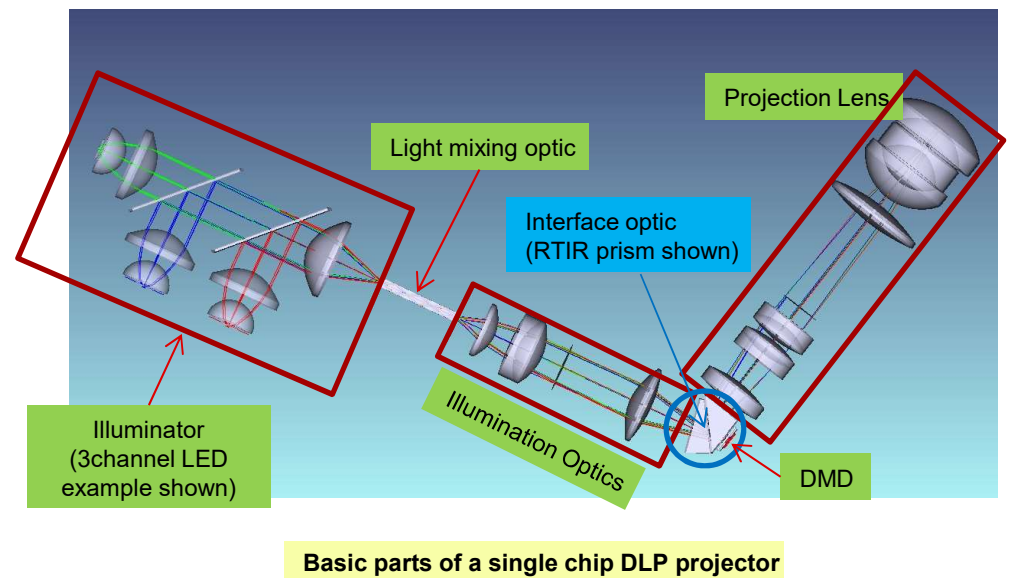 Projection Lens
Light mixing optic
Interface optic
(RTIR prism shown)
Illuminator
(3channel LED
example shown)
Illumination Optics
DMD
Basic parts of a single chip DLP projector